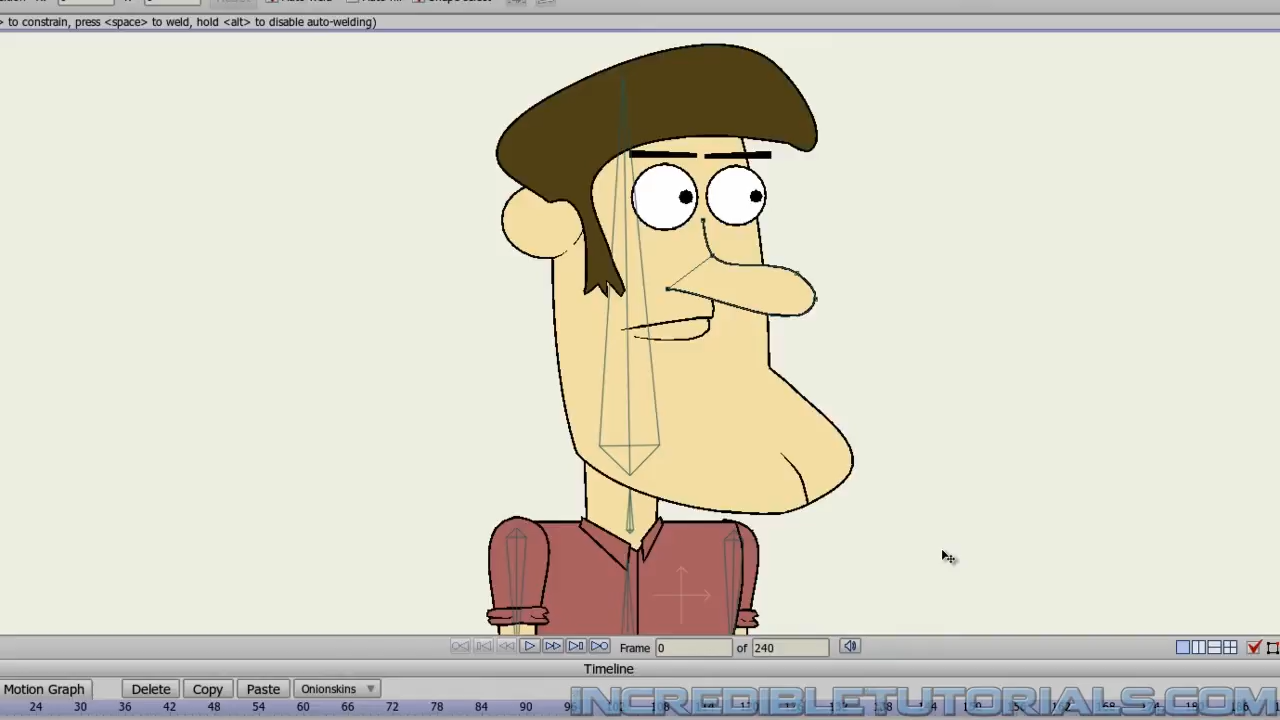 > to constrain, press <space> to weld, hold <alt> to disable auto-welding)
Frame 0 of 240
Timeline
Motion Graph Delete Copy Paste Onionskins
24 30 36 42 48 54 60 66 72 78 84 90 96
INCREDIBLETUTORIALS.COM